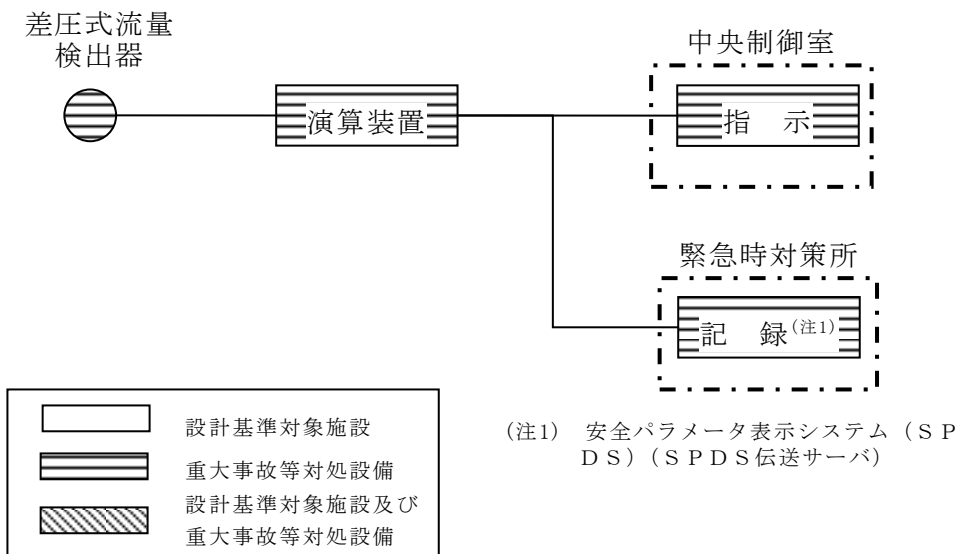 差圧式流量
検出器
演算装置
中央制御室
指　示
緊急時対策所
記　録(注1)
設計基準対象施設
重大事故等対処設備
設計基準対象施設及び
重大事故等対処設備
(注1)　安全パラメータ表示システム（ＳＰ
ＤＳ）（ＳＰＤＳ伝送サーバ）